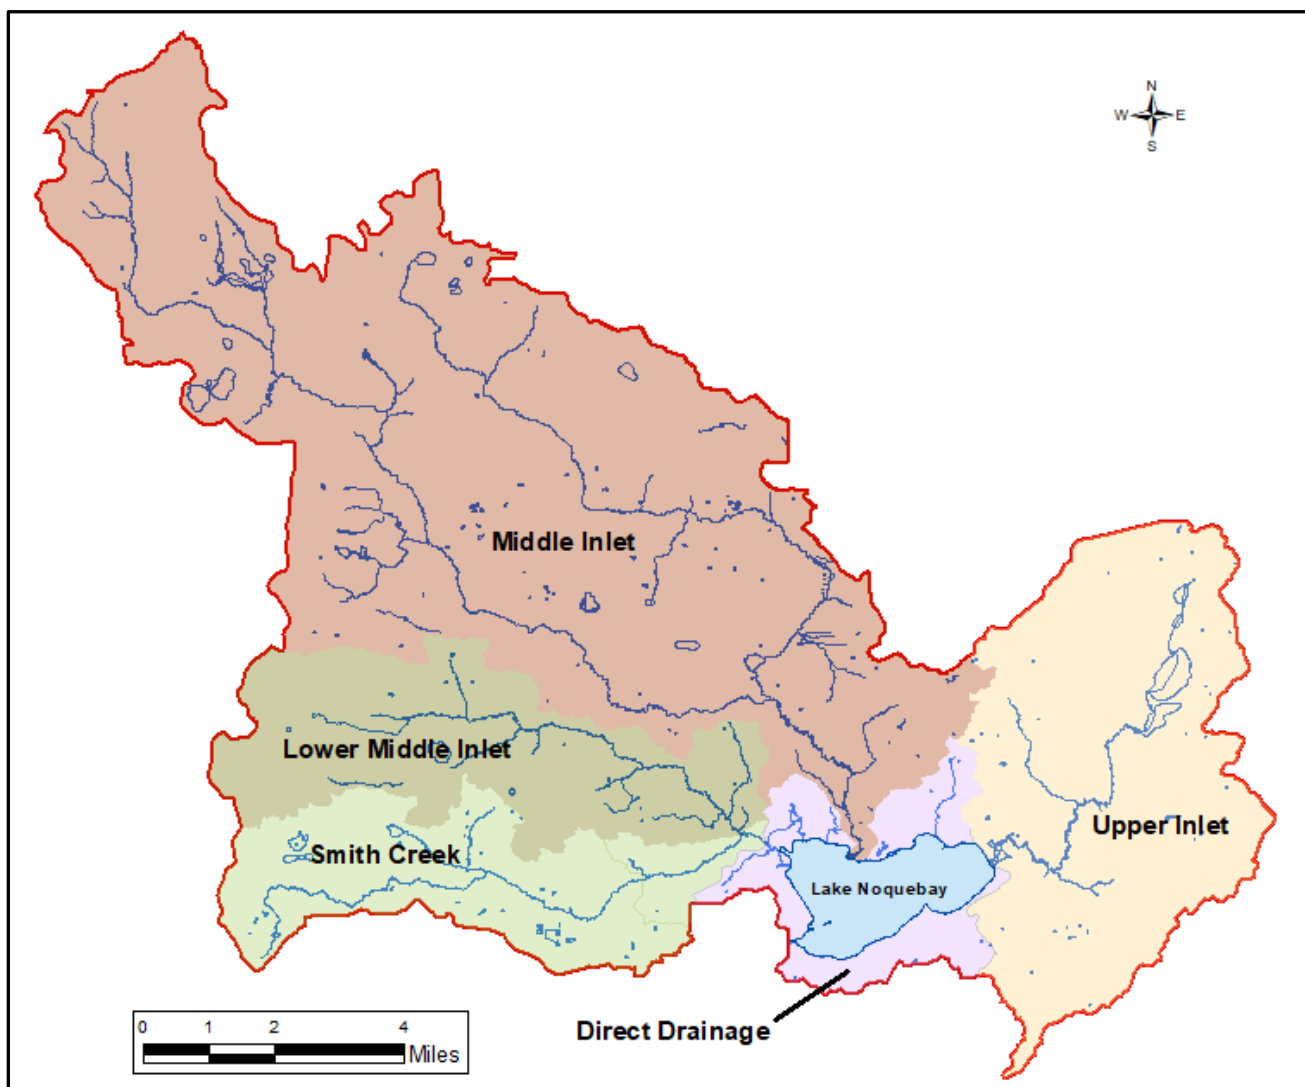 N
W E
S
Middle Inlet
Lower Middle Inlet
Upper Inlet
Smith Creek
Lake Noquebay
Direct Drainage
0 1 2 4
Miles